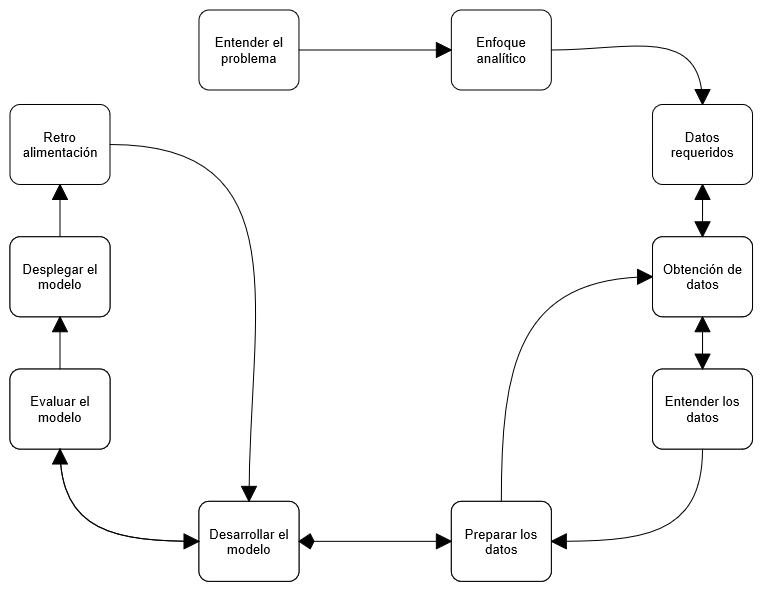 Entender el
problema
Enfoque
analítico
Datos
requeridos
Obtención de
datos
Entender los
datos
Preparar los
datos
Desarrollar el
modelo
Evaluar el
modelo
Desplegar el
modelo
Retro
alimentación